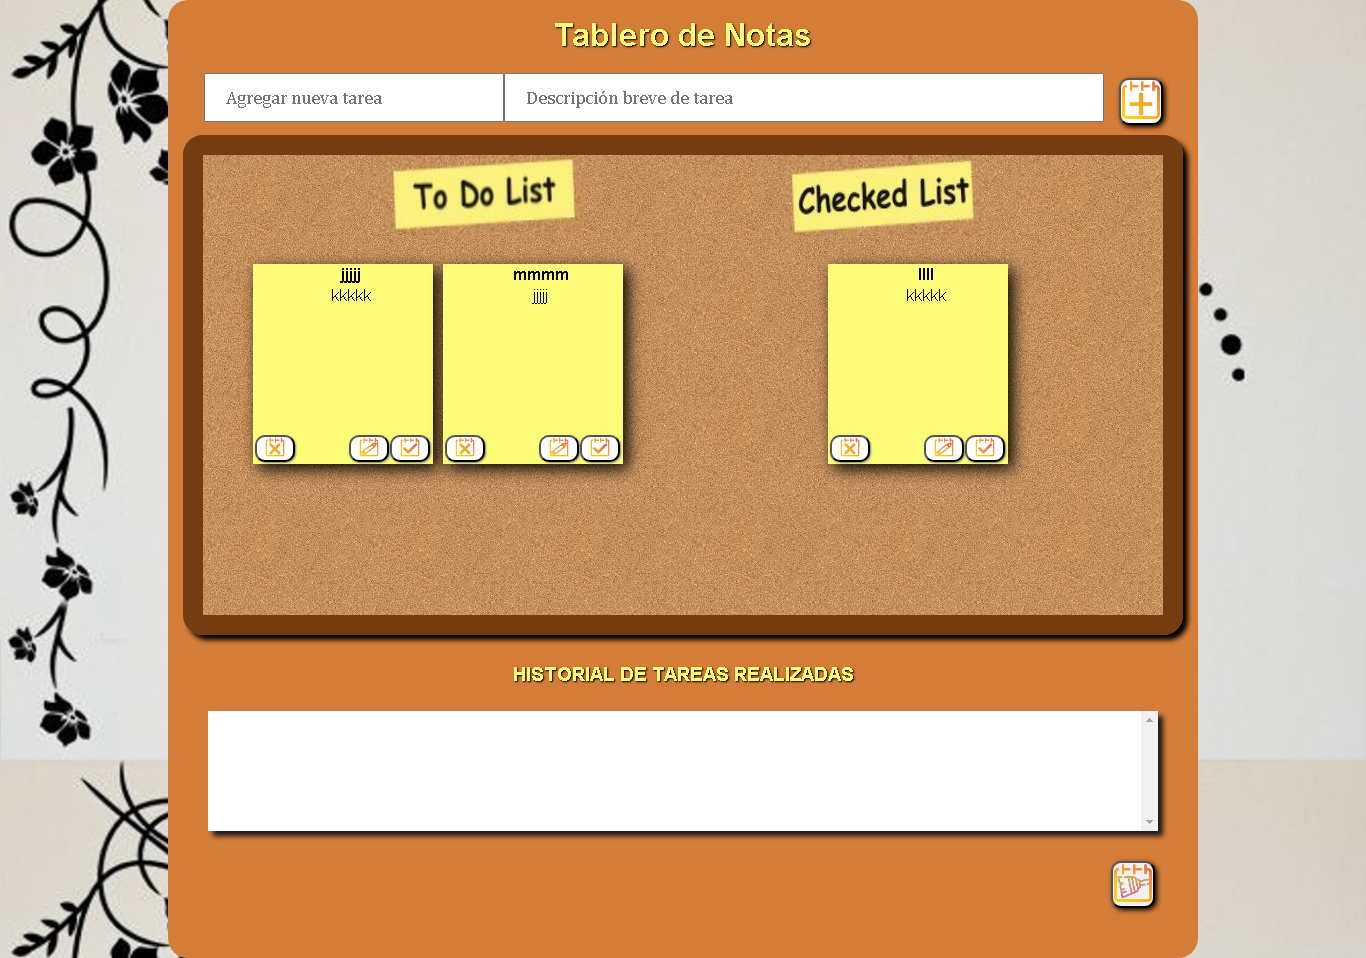 Tablero de Notas
Agregar nueva tarea
Descripción breve de tarea
To Do List
Checked List
jjjjj
kkkkk
mmmm
jjjjj
llll
kkkkk
HISTORIAL DE TAREAS REALIZADAS